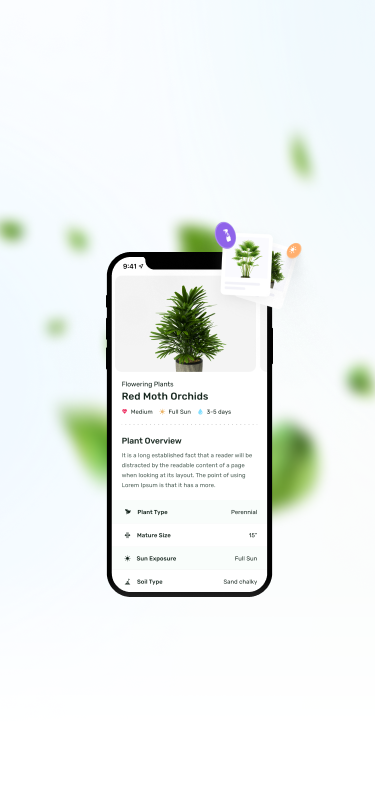 9:41
Flowering Plants
Red Moth Orchids
Medium Full Sun 3-5 days
Plant Overview
It is a long established fact that a reader will be
distracted by the readable content of a page
when looking at its layout. The point of using
Lorem Ipsum is that it has a more.
Plant Type Perennial
Mature Size 15"
Sun Exposure Full Sun
Soil Type Sand chalky